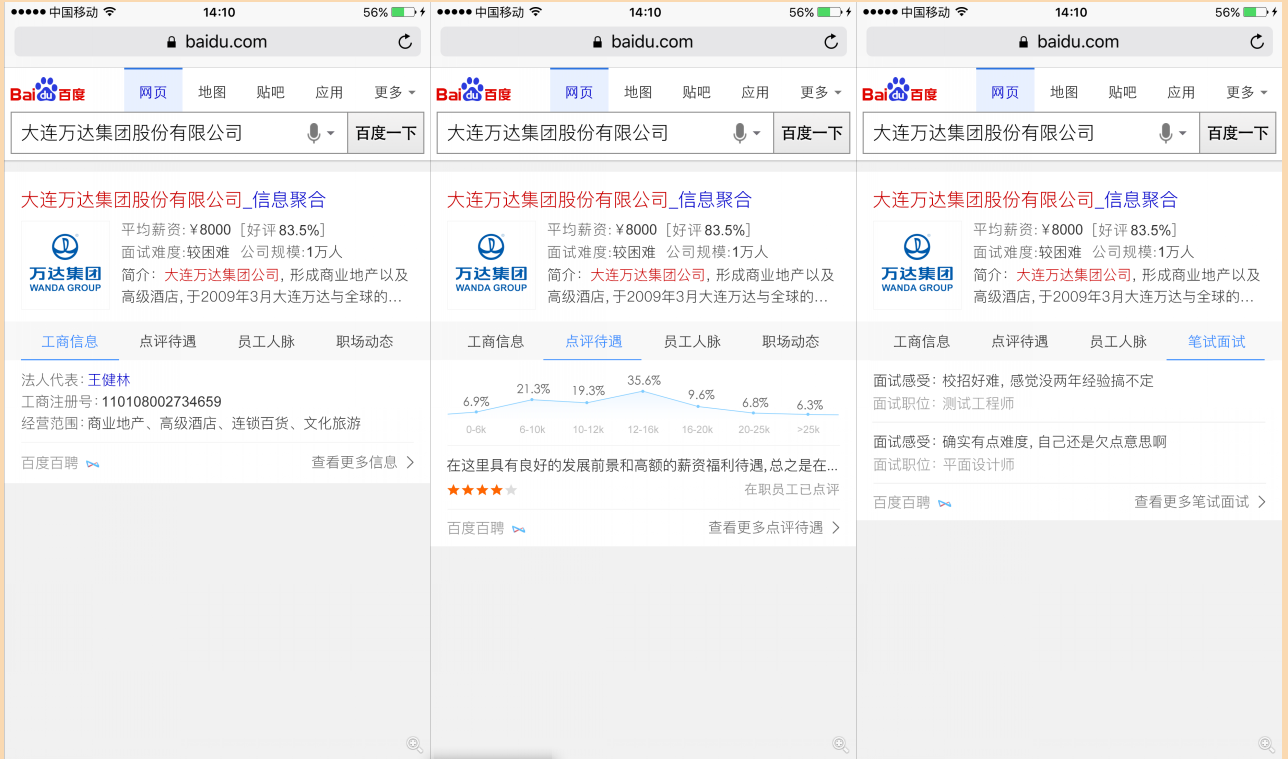 中国移动 14:10 56%
baidu.com
Bai du 百度 网页 地图 贴吧 应用 更多
大连万达集团股份有限公司 百度一下
大连万达集团股份有限公司_信息聚合
万达集团
WANDA GROUP
平均薪资:¥8000 [好评83.5%]
面试难度:较困难 公司规模:1万人
简介: 大连万达集团公司, 形成商业地产以及
高级酒店, 于2009年3月大连万达与全球的...
工商信息 点评待遇 员工人脉 职场动态
法人代表: 王健林
工商注册号: 110108002734659
经营范围: 商业地产、高级酒店、连锁百货、文化旅游
百度百聘 查看更多信息
中国移动 14:10 56%
baidu.com
Bai du 百度 网页 地图 贴吧 应用 更多
大连万达集团股份有限公司 百度一下
大连万达集团股份有限公司_信息聚合
万达集团
WANDA GROUP
平均薪资:¥8000 [好评83.5%]
面试难度:较困难 公司规模:1万人
简介: 大连万达集团公司, 形成商业地产以及
高级酒店, 于2009年3月大连万达与全球的...
工商信息 点评待遇 员工人脉 职场动态
6.9% 21.3% 19.3% 35.6% 9.6% 6.8% 6.3%
0-6k 6-10k 10-12k 12-16k 16-20k 20-25k >25k
在这里具有良好的发展前景和高额的薪资福利待遇,总之是在...
在职员工已点评
百度百聘 查看更多点评待遇
中国移动 14:10 56%
baidu.com
Bai du 百度 网页 地图 贴吧 应用 更多
大连万达集团股份有限公司 百度一下
大连万达集团股份有限公司_信息聚合
万达集团
WANDA GROUP
平均薪资:¥8000 [好评83.5%]
面试难度:较困难 公司规模:1万人
简介: 大连万达集团公司, 形成商业地产以及
高级酒店, 于2009年3月大连万达与全球的...
工商信息 点评待遇 员工人脉 笔试面试
面试感受: 校招好难, 感觉没两年经验搞不定
面试职位: 测试工程师
面试感受: 确实有点难度, 自己还是欠点意思啊
面试职位: 平面设计师
百度百聘 查看更多笔试面试